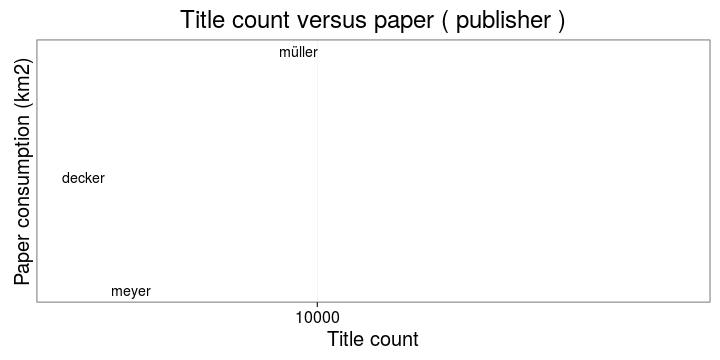 Title count versus paper ( publisher )
Paper consumption (km2)
müller
decker
meyer
10000
Title count